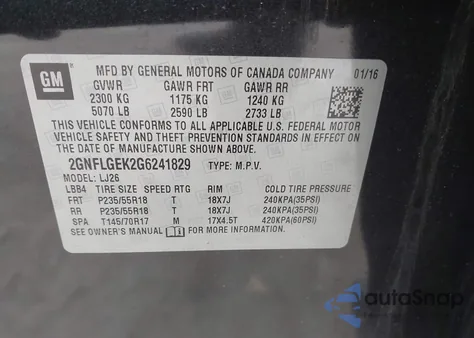 GM
MFD BY GENERAL MOTORS OF CANADA COMPANY 01/16
GVWR GAWR FRT GAWR RR
2300 KG 1175 KG 1240 KG
5070 LB 2590 LB 2733 LB
THIS VEHICLE CONFORMS TO ALL APPLICABLE U.S. FEDERAL MOTOR
VEHICLE SAFETY, BUMPER, AND THEFT PREVENTION STANDARDS IN EFFECT
ON THE DATE OF MANUFACTURE SHOWN ABOVE.
2GNFLGEK2G6241829 TYPE: M.P.V.
MODEL: LJ26
LBB4 TIRE SIZE SPEED RTG RIM COLD TIRE PRESSURE
FRT P235/55R18 T 18X7J 240KPA(35PSI)
RR P235/55R18 T 18X7J 240KPA(35PSI)
SPA T145/70R17 M 17X4.5T 420KPA(60PSI)
SEE OWNER'S MANUAL FOR ADDITIONAL INFORMATION.
autoSnap